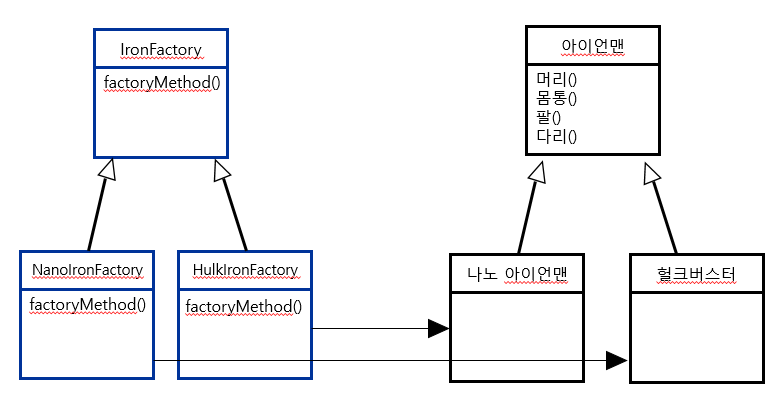 IronFactory
factoryMethod()
아이언맨
머리()
몸통()
팔()
다리()
NanoIronFactory
factoryMethod()
HulkIronFactory
factoryMethod()
나노 아이언맨
헐크버스터